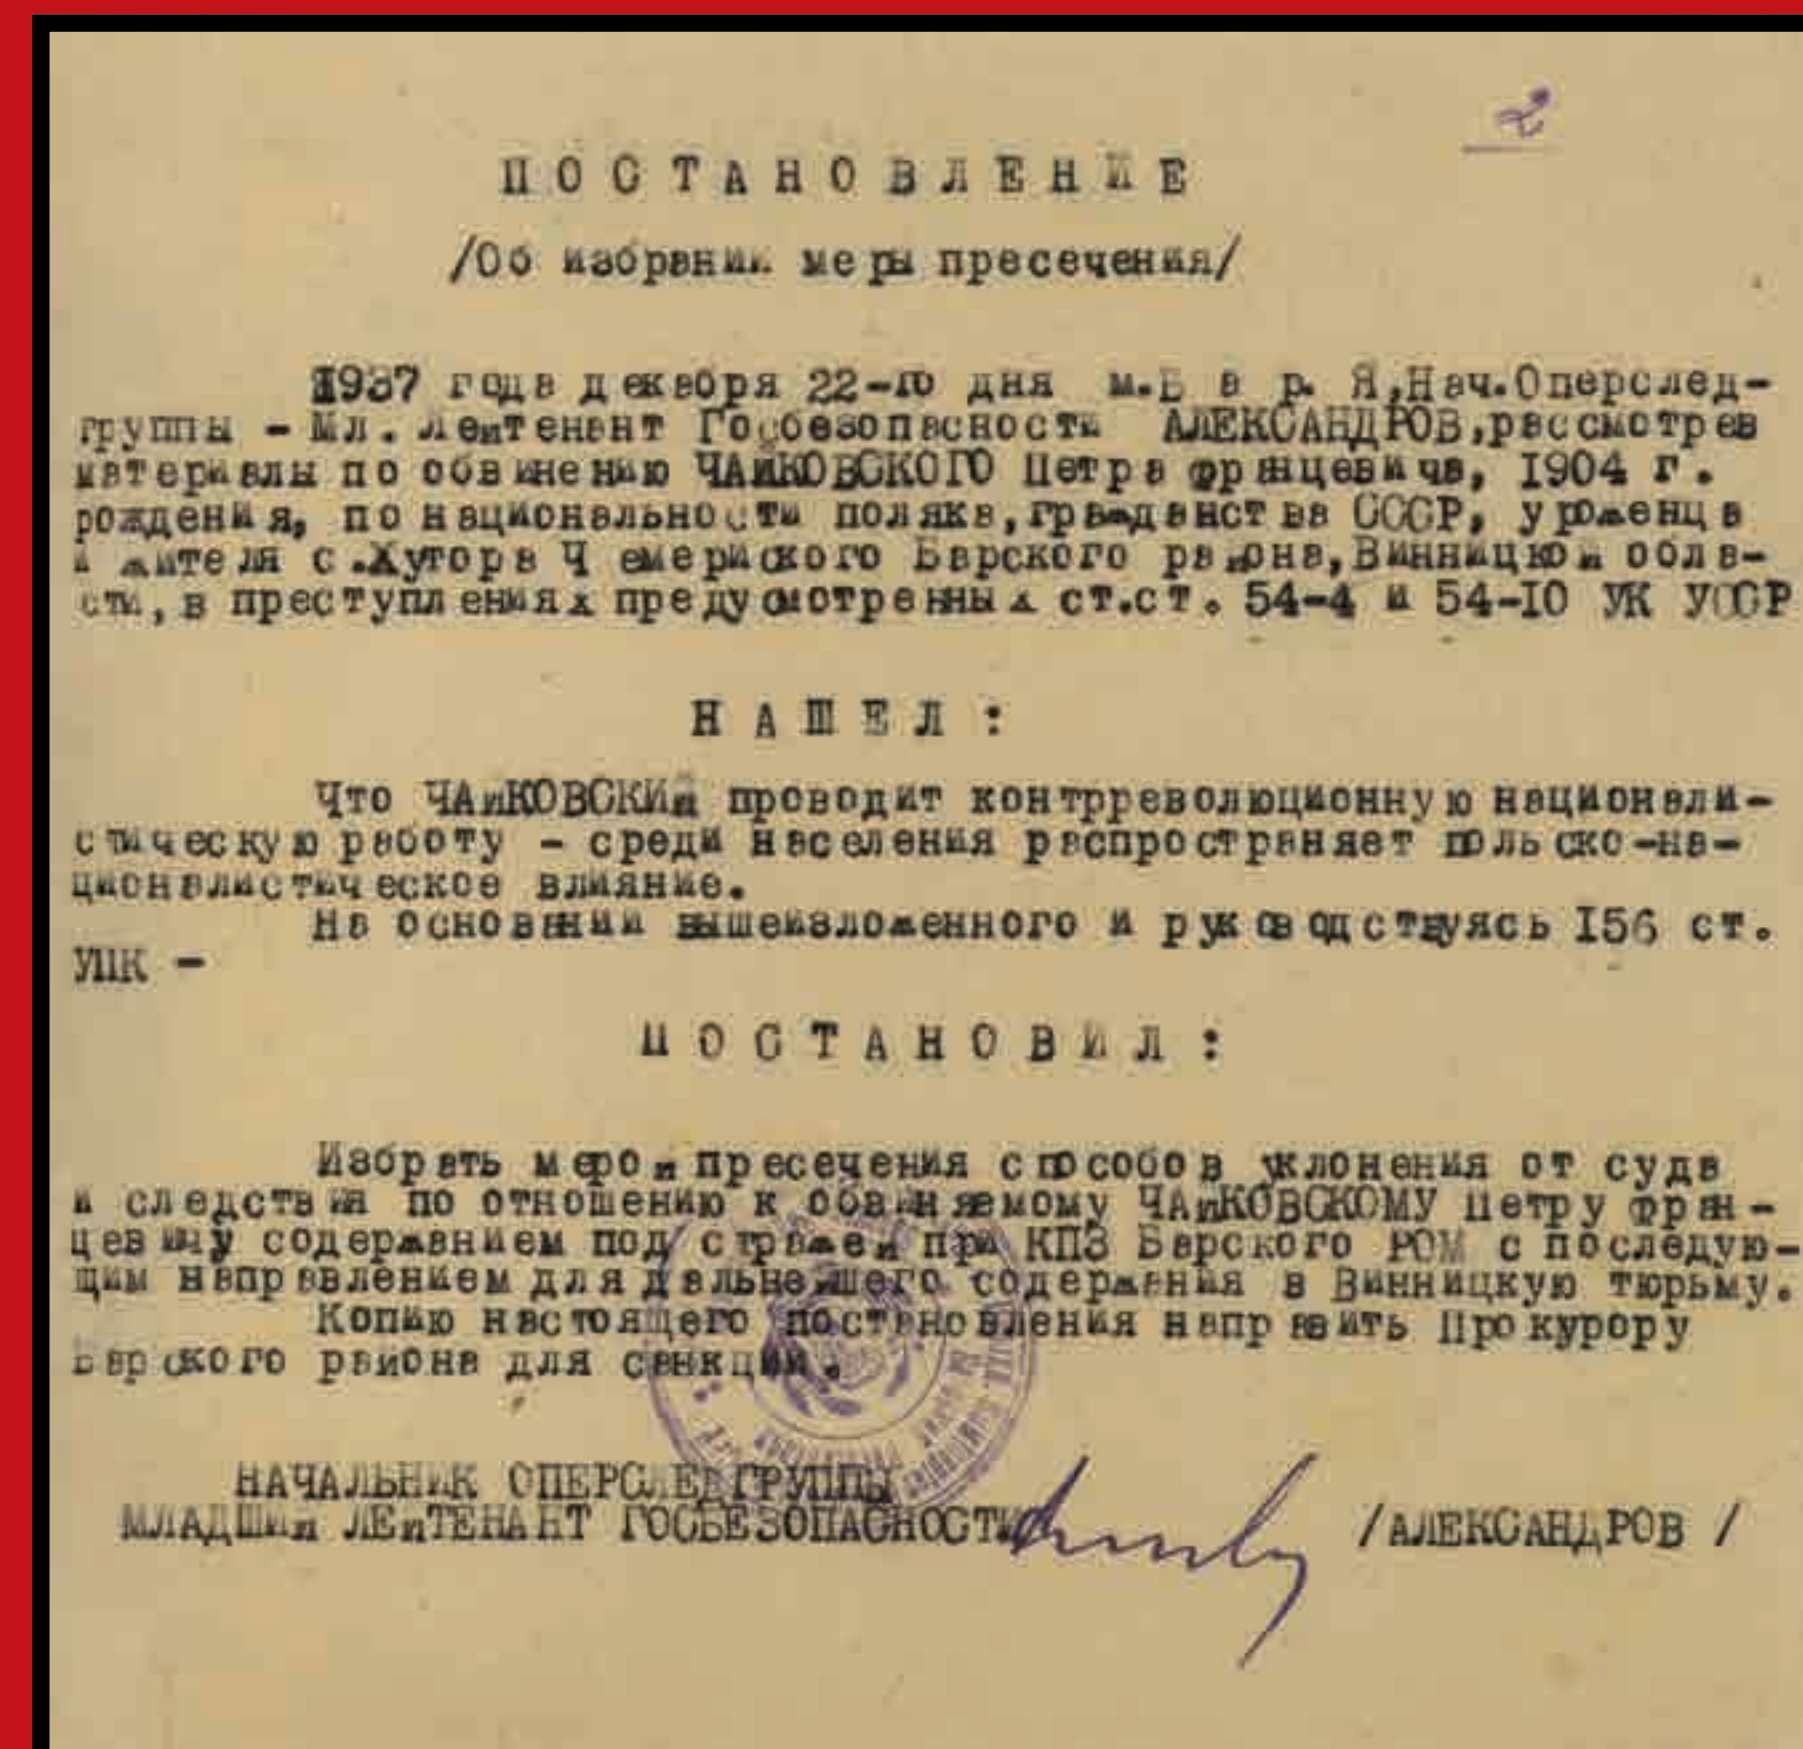 2
ПОСТАНОВЛЕНИЕ
/Об избрании меры пресечения/
1937 года декабря 22-го дня м.Б а р. Я,Нач.Оперслед-
группы - Мл. Лейтенант Госбезопасности АЛЕКСАНДРОВ,рассмотрев
материалы по обвинению ЧАЙКОВСКОГО Петра Францевича, 1904 г.
рождения, по национальности поляка,гражданства СССР, уроженца
и жителя с.Хутора Чемериского Барского района,Винницкой обла-
сти, в преступлениях предусмотренных ст.ст. 54-4 и 54-10 УК УССР
НАШЕЛ:
Что ЧАЙКОВСКИЙ проводит контрреволюционную национали-
стическую работу - среди населения распространяет польско-на-
ционалистическое влияние.
На основании вышеизложенного и руководствуясь 156 ст.
УПК -
ПОСТАНОВИЛ:
Избрать мерой пресечения способов уклонения от суда
и следствия по отношению к обвиняемому ЧАЙКОВСКОМУ Петру Фран-
цевичу содержанием под стражей при КПЗ Барского РОМ с последую-
щим направлением для дальнейшего содержания в Винницкую тюрьму.
Копию настоящего постановления направить Прокурору
Барского района для санкции.
НАЧАЛЬНИК ОПЕРСЛЕДГРУППЫ
МЛАДШИЙ ЛЕЙТЕНАНТ ГОСБЕЗОПАСНОСТИ /АЛЕКСАНДРОВ /